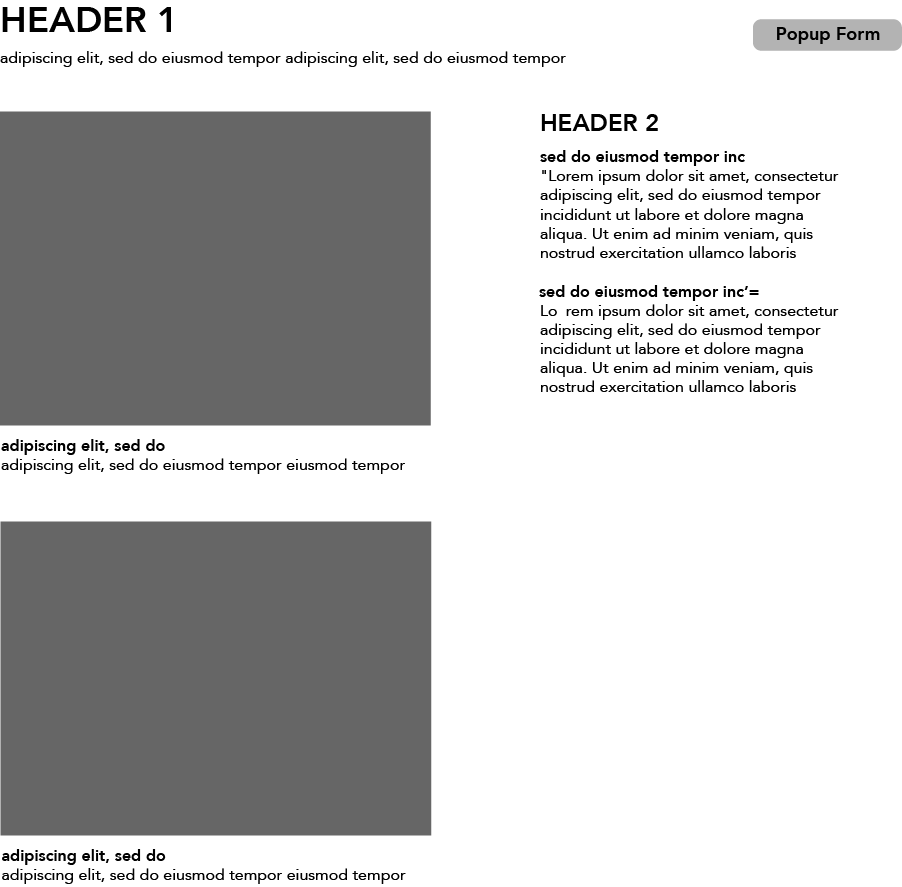 HEADER 1
Popup Form
adipiscing elit, sed do eiusmod tempor adipiscing elit, sed do eiusmod tempor
HEADER 2
sed do eiusmod tempor inc
"Lorem ipsum dolor sit amet, consectetur
adipiscing elit, sed do eiusmod tempor
incididunt ut labore et dolore magna
aliqua. Ut enim ad minim veniam, quis
nostrud exercitation ullamco laboris
sed do eiusmod tempor inc’=
Lo  rem ipsum dolor sit amet, consectetur
adipiscing elit, sed do eiusmod tempor
incididunt ut labore et dolore magna
aliqua. Ut enim ad minim veniam, quis
nostrud exercitation ullamco laboris
adipiscing elit, sed do
adipiscing elit, sed do eiusmod tempor eiusmod tempor
adipiscing elit, sed do
adipiscing elit, sed do eiusmod tempor eiusmod tempor